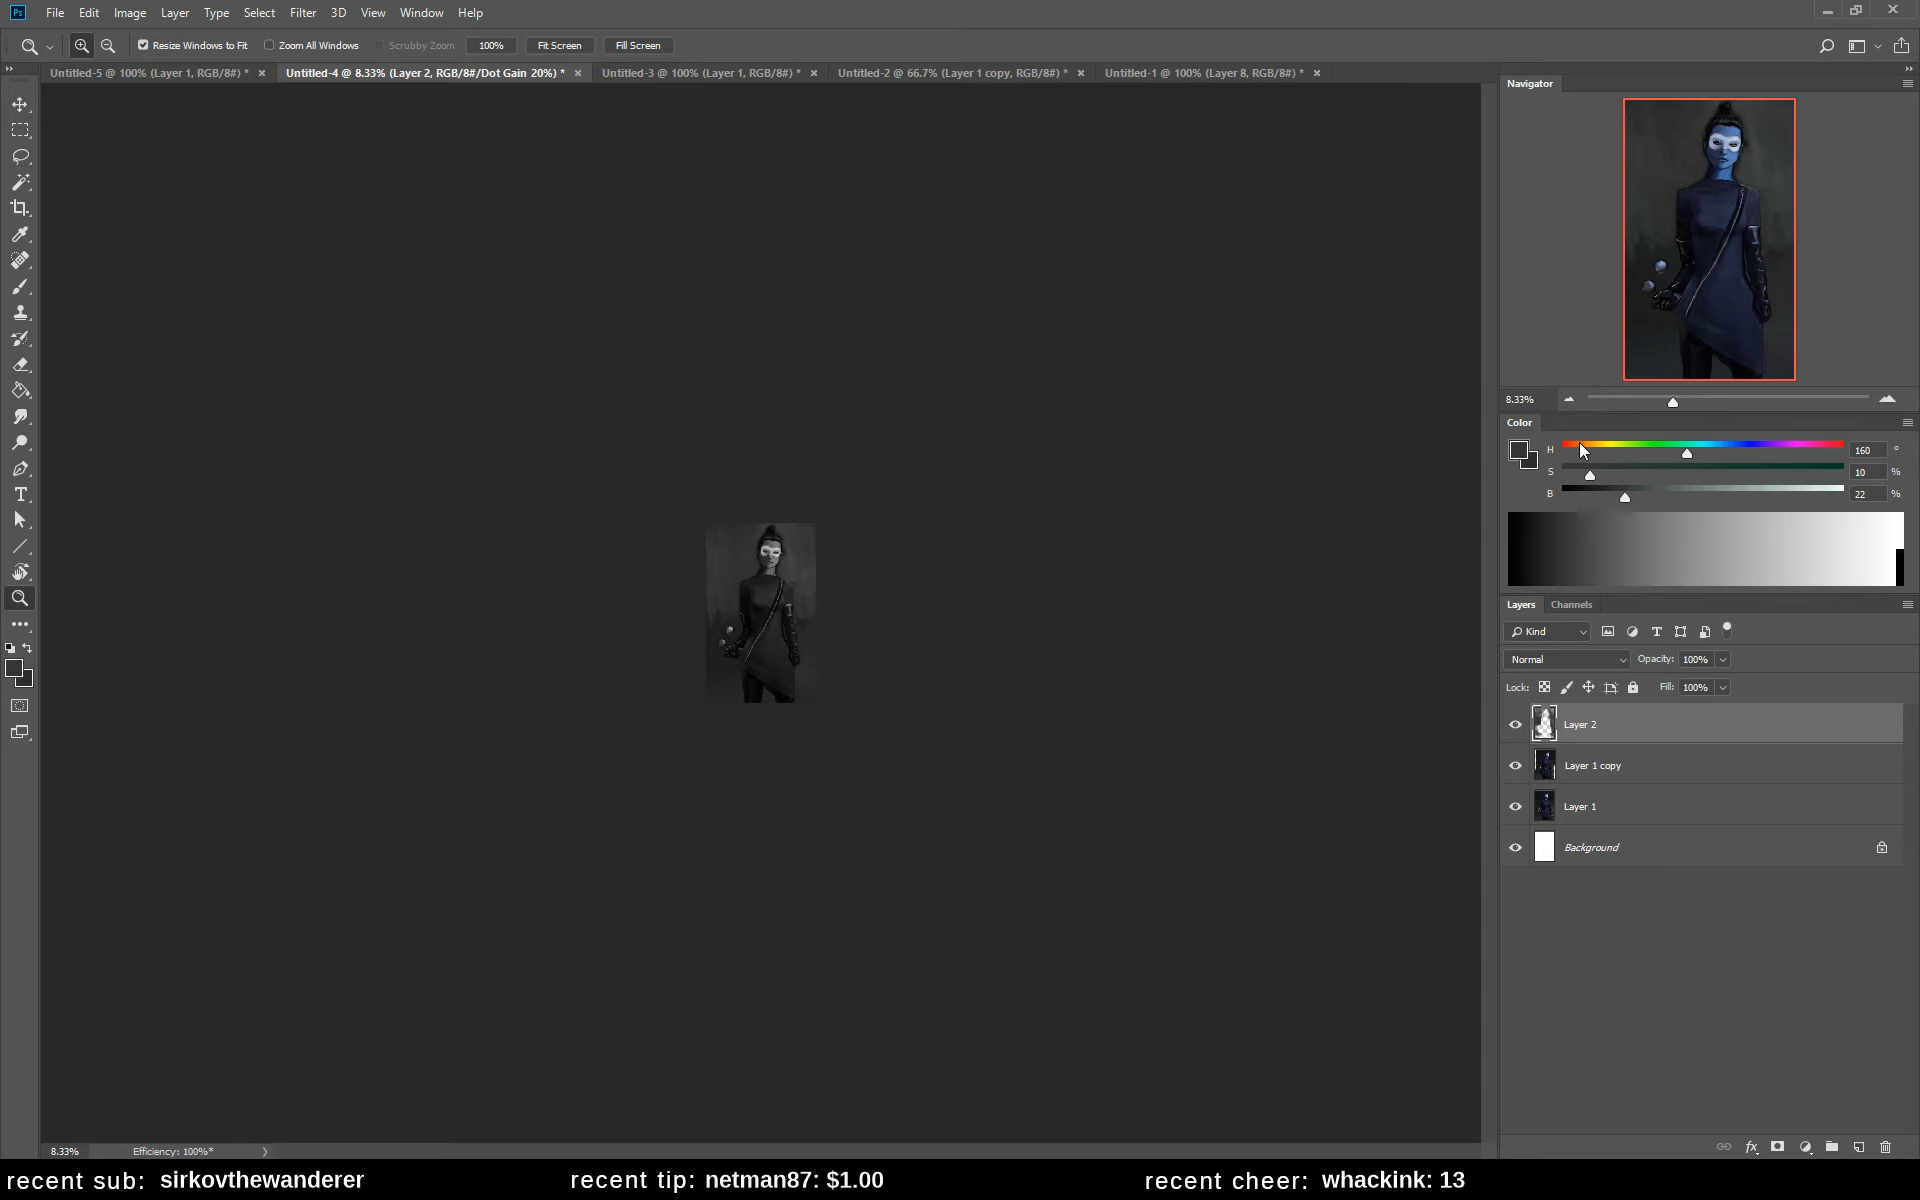 Ps File Edit Image Layer Type Select Filter 3D View Window Help
Resize Windows to Fit Zoom All Windows Scrubby Zoom 100% Fit Screen Fill Screen
Untitled-5 @ 100% (Layer 1, RGB/8#) * Untitled-4 @ 8.33% (Layer 2, RGB/8#/Dot Gain 20%) * Untitled-3 @ 100% (Layer 1, RGB/8#) * Untitled-2 @ 66.7% (Layer 1 copy, RGB/8#) * Untitled-1 @ 100% (Layer 8, RGB/8#) *
Navigator
8.33%
Color
H 160 °
S 10 %
B 22 %
Layers Channels
Kind
Normal Opacity: 100%
Lock: Fill: 100%
Layer 2
Layer 1 copy
Layer 1
Background
8.33% Efficiency: 100%*
recent sub: sirkovthewanderer recent tip: netman87: $1.00 recent cheer: whackink: 13